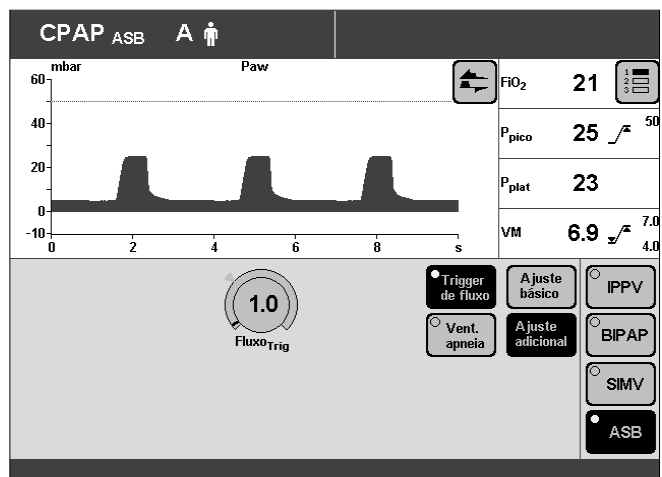 CPAP ASB A
mbar Paw
60
40
20
0
-10
0 2 4 6 8 s
FiO2 21
1
2
3
Ppico 25 50
Pplat 23
VM 6.9 7.0
4.0
1.0
FluxoTrig
Trigger
de fluxo
Ajuste
básico
IPPV
Vent.
apneia
Ajuste
adicional
BIPAP
SIMV
ASB